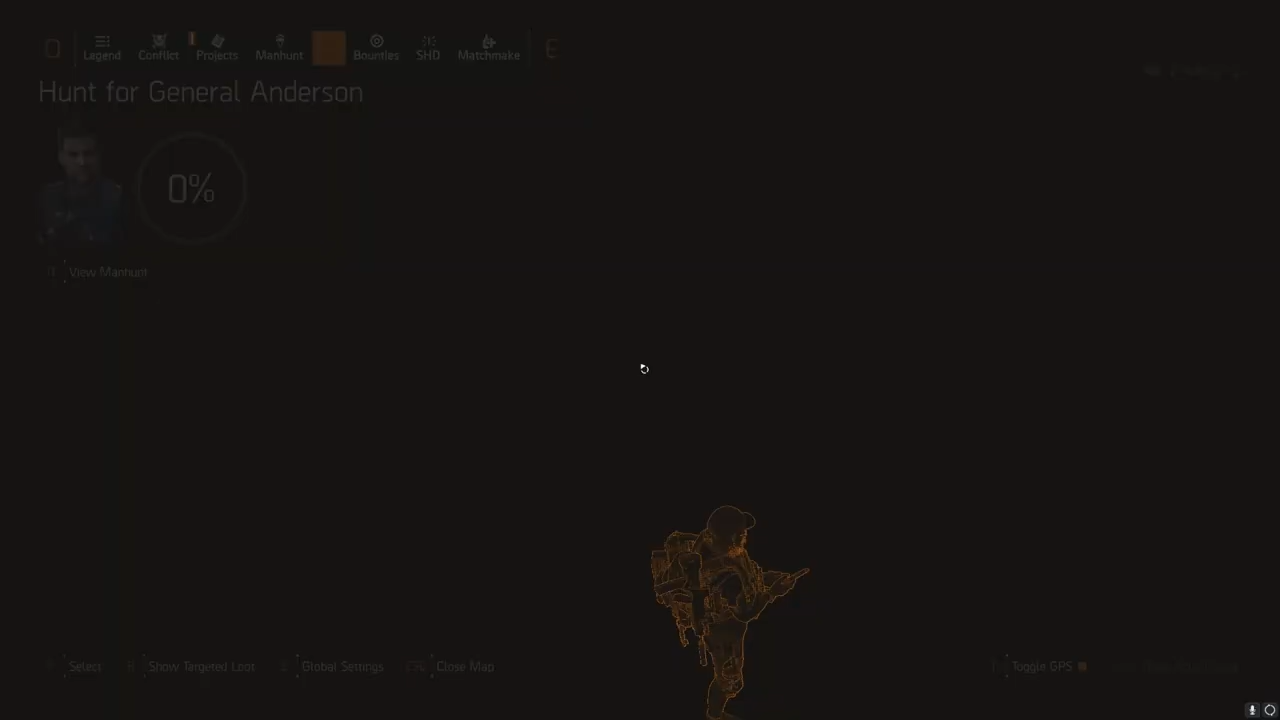 Legend Conflict Projects Manhunt Bounties SHD Matchmake E
Hunt for General Anderson
0%
View Manhunt
Select Show Targeted Loot Global Settings Close Map Toggle GPS